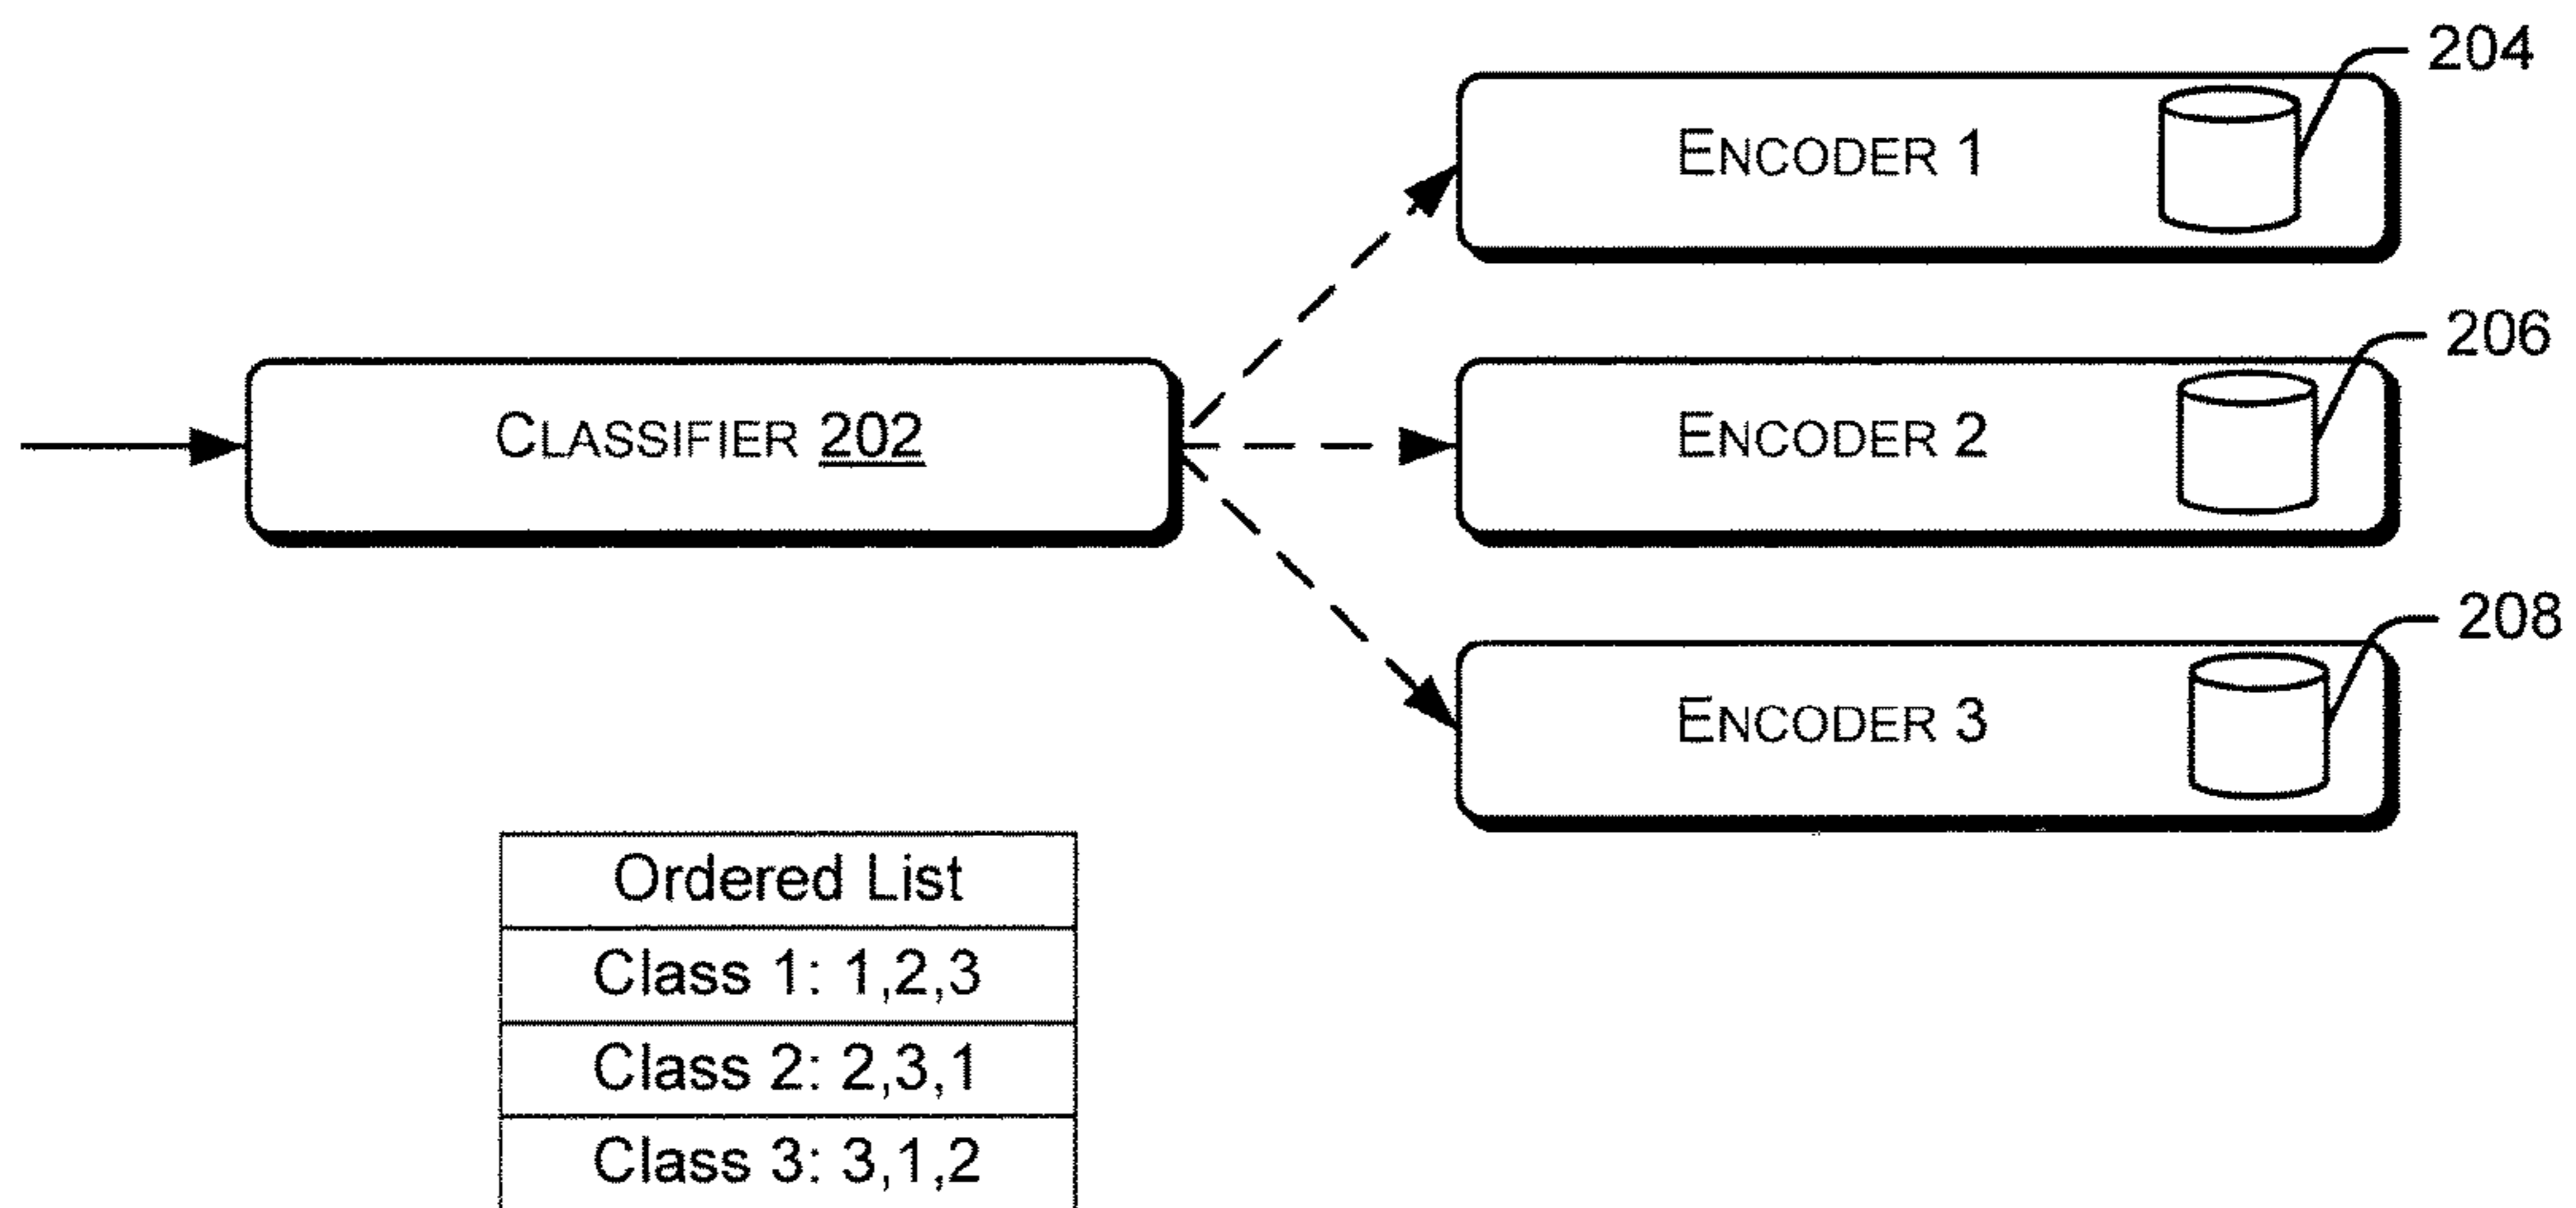 204
ENCODER 1
206
CLASSIFIER 202
ENCODER 2
208
ENCODER 3
Ordered List
Class 1: 1,2,3
Class 2: 2,3,1
Class 3: 3,1,2